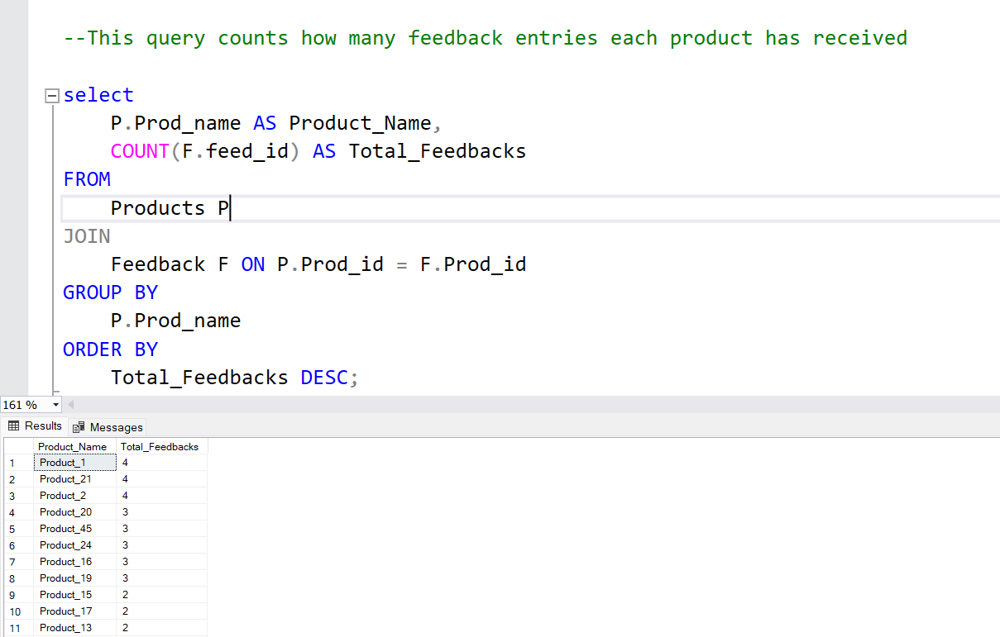 --This query counts how many feedback entries each product has received
select
P.Prod_name AS Product_Name,
COUNT(F.feed_id) AS Total_Feedbacks
FROM
Products P
JOIN
Feedback F ON P.Prod_id = F.Prod_id
GROUP BY
P.Prod_name
ORDER BY
Total_Feedbacks DESC;
161 %
Results Messages
Product_Name Total_Feedbacks
1 Product_1 4
2 Product_21 4
3 Product_2 4
4 Product_20 3
5 Product_45 3
6 Product_24 3
7 Product_16 3
8 Product_19 3
9 Product_15 2
10 Product_17 2
11 Product_13 2